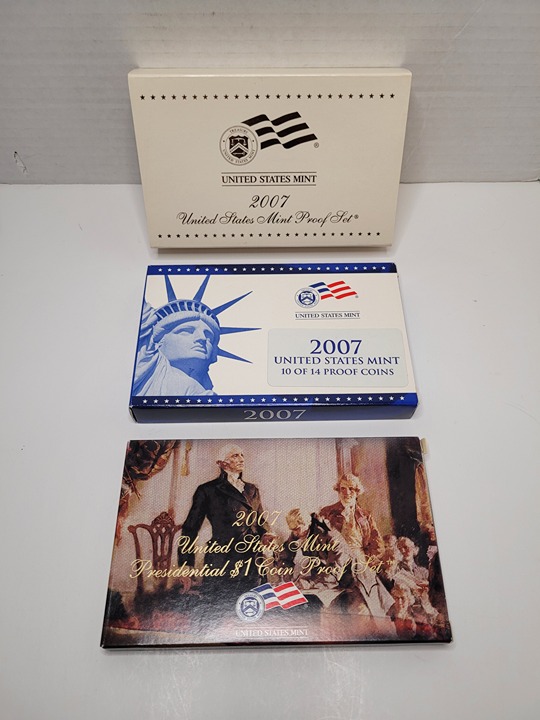 UNITED STATES MINT
2007
United States Mint Proof Set®
UNITED STATES MINT
2007
UNITED STATES MINT
10 OF 14 PROOF COINS
2007
2007
United States Mint
Presidential $1 Coin Proof Set
UNITED STATES MINT